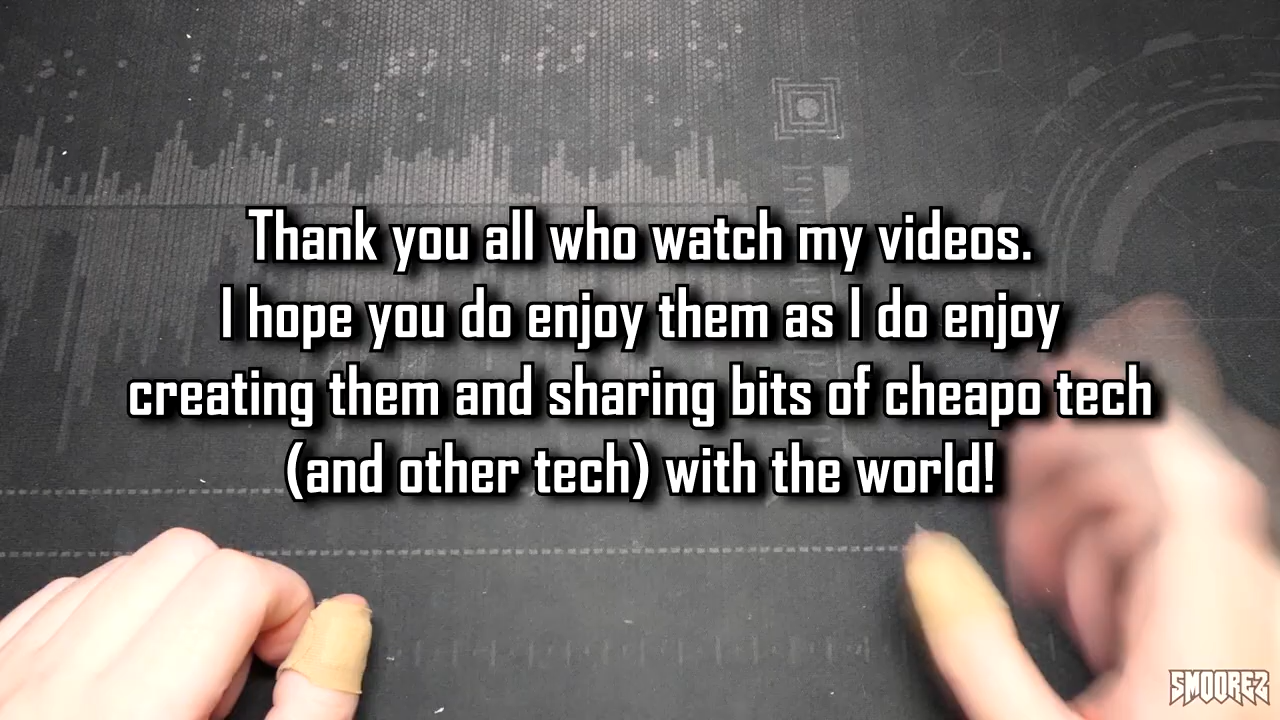 Thank you all who watch my videos.
I hope you do enjoy them as I do enjoy
creating them and sharing bits of cheapo tech
(and other tech) with the world!
SMOOREZ